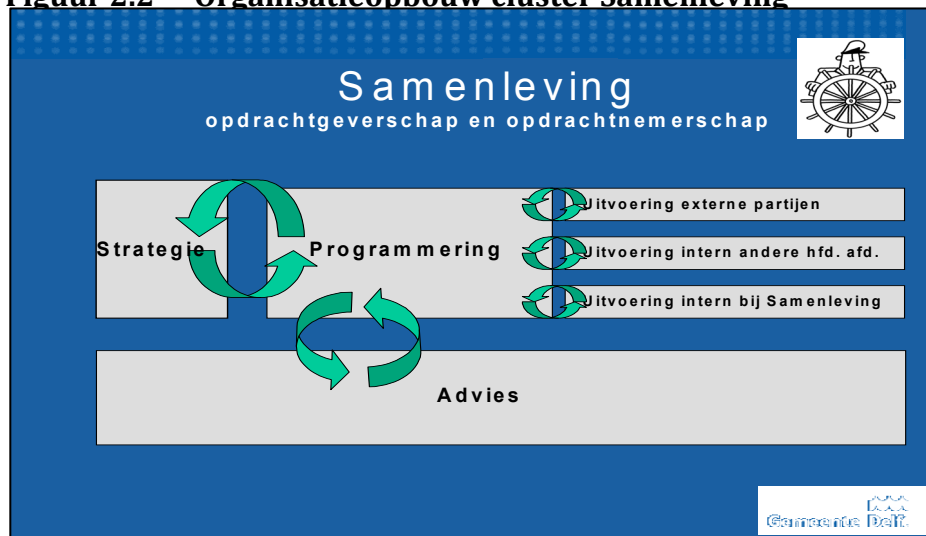 Figuur 2.2 Organisatieopbouw cluster Samenleving
Samenleving
opdrachtgeverschap en opdrachtnemerschap
Strategie
Programmering
Uitvoering externe partijen
Uitvoering intern andere hfd. afd.
Uitvoering intern bij Samenleving
Advies
Gemeente Delft